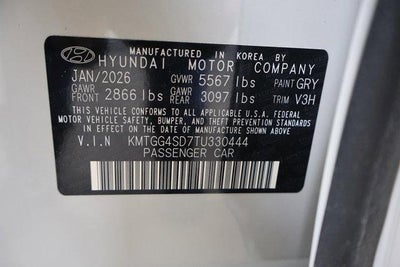 MANUFACTURED IN KOREA BY
HYUNDAI MOTOR COMPANY
JAN/2026 GVWR 5567 lbs PAINT GRY
GAWR FRONT 2866 lbs GAWR REAR 3097 lbs TRIM V3H
THIS VEHICLE CONFORMS TO ALL APPLICABLE U.S.A. FEDERAL
MOTOR VEHICLE SAFETY, BUMPER, AND THEFT PREVENTION
STANDARDS IN EFFECT ON THE DATE OF MANUFACTURE SHOWN ABOVE.
V.I.N KMTGG4SD7TU330444
PASSENGER CAR